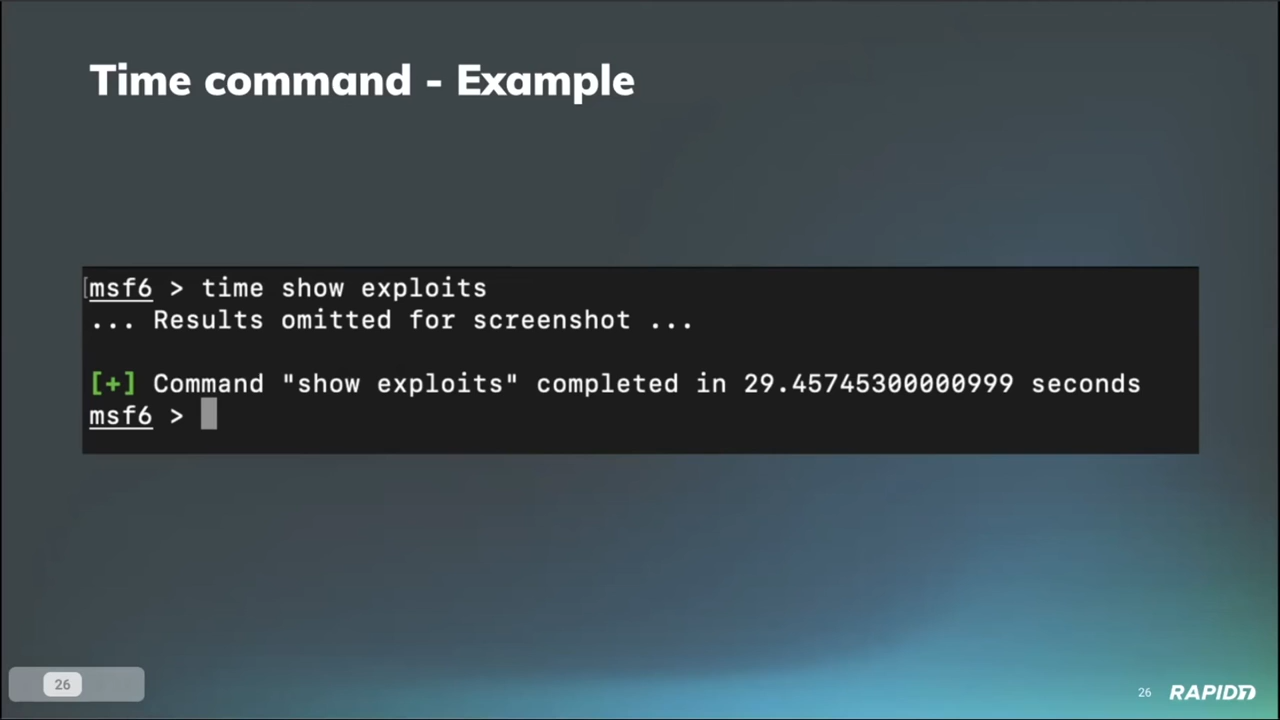 Time command - Example
msf6 > time show exploits
... Results omitted for screenshot ...
[+] Command "show exploits" completed in 29.45745300000999 seconds
msf6 >
26
26 RAPID7